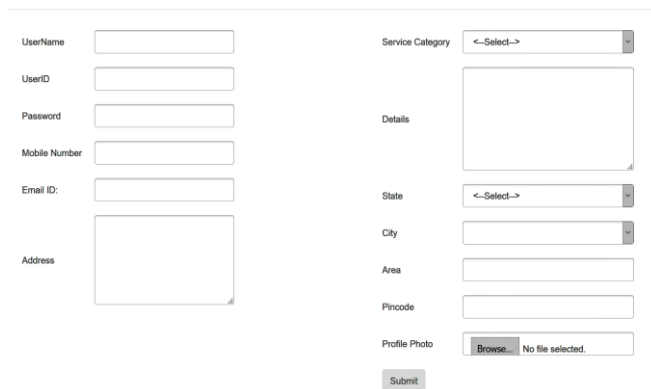 UserName
UserID
Password
Mobile Number
Email ID:
Address
Service Category <--Select-->
Details
State <--Select-->
City
Area
Pincode
Profile Photo Browse... No file selected.
Submit